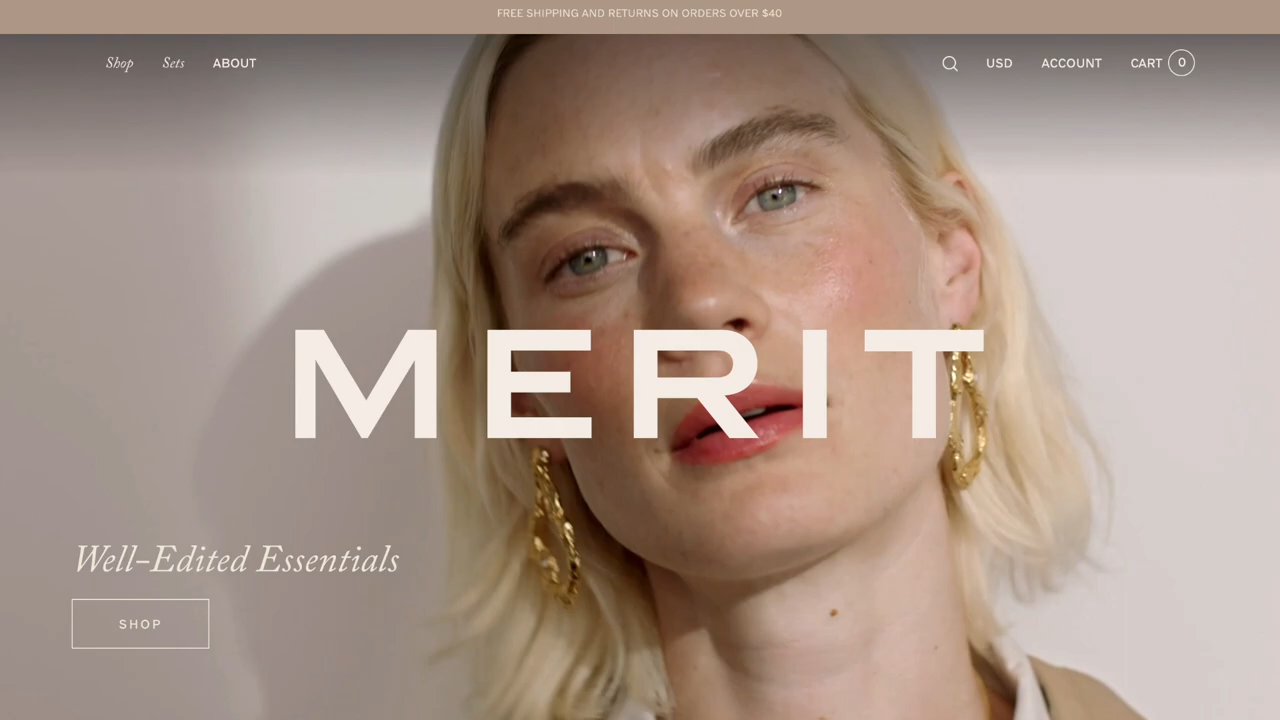 FREE SHIPPING AND RETURNS ON ORDERS OVER $40
Shop Sets ABOUT USD ACCOUNT CART 0
MERIT
Well-Edited Essentials
SHOP